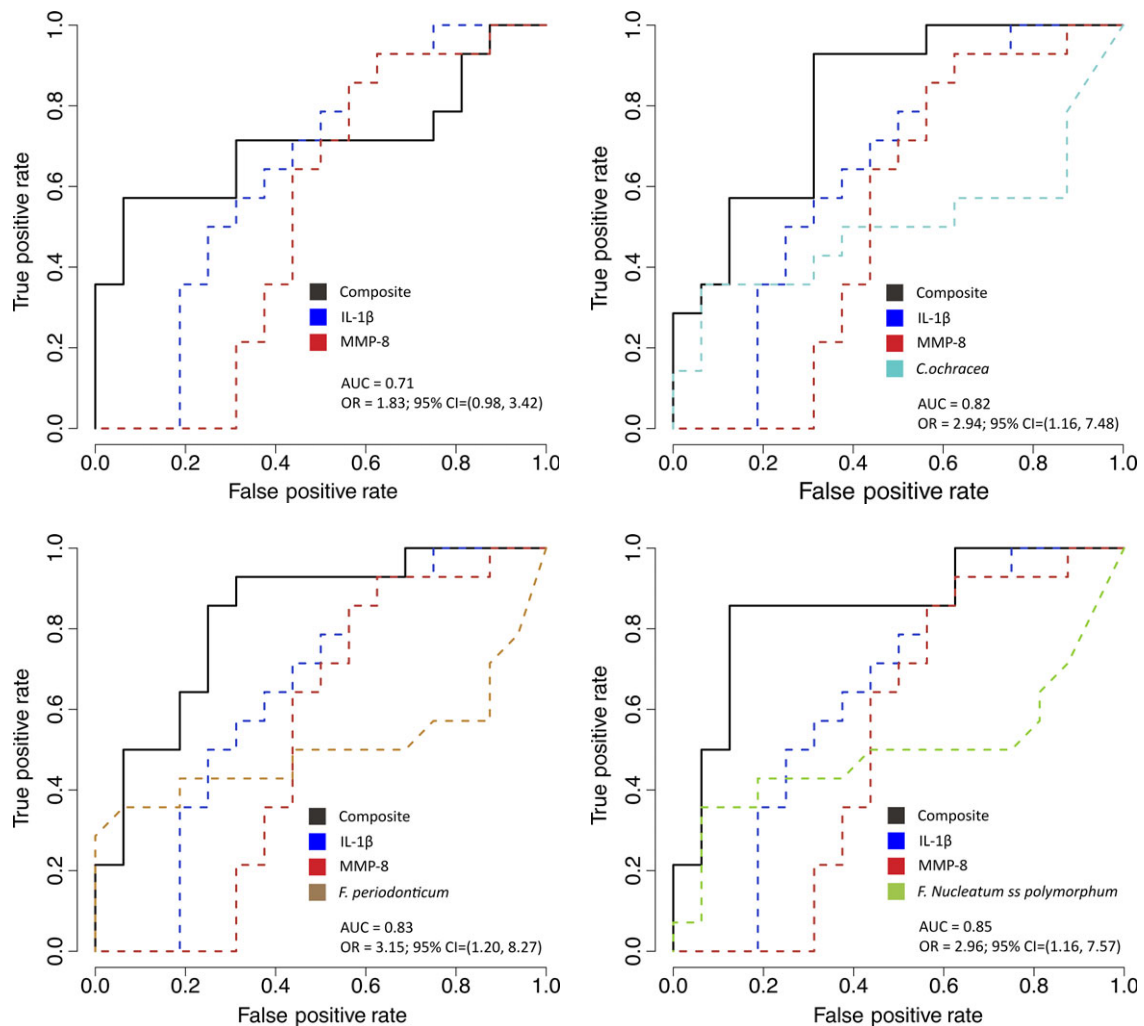 1.0
0.8
0.6
0.4
0.2
0.0
True positive rate
Composite
IL-1β
MMP-8
AUC = 0.71
OR = 1.83; 95% CI=(0.98, 3.42)
0.0 0.2 0.4 0.6 0.8 1.0
False positive rate
1.0
0.8
0.6
0.4
0.2
0.0
True positive rate
Composite
IL-1β
MMP-8
C.ochracea
AUC = 0.82
OR = 2.94; 95% CI=(1.16, 7.48)
0.0 0.2 0.4 0.6 0.8 1.0
False positive rate
1.0
0.8
0.6
0.4
0.2
0.0
True positive rate
Composite
IL-1β
MMP-8
F. periodonticum
AUC = 0.83
OR = 3.15; 95% CI=(1.20, 8.27)
0.0 0.2 0.4 0.6 0.8 1.0
False positive rate
1.0
0.8
0.6
0.4
0.2
0.0
True positive rate
Composite
IL-1β
MMP-8
F. Nucleatum ss polymorphum
AUC = 0.85
OR = 2.96; 95% CI=(1.16, 7.57)
0.0 0.2 0.4 0.6 0.8 1.0
False positive rate